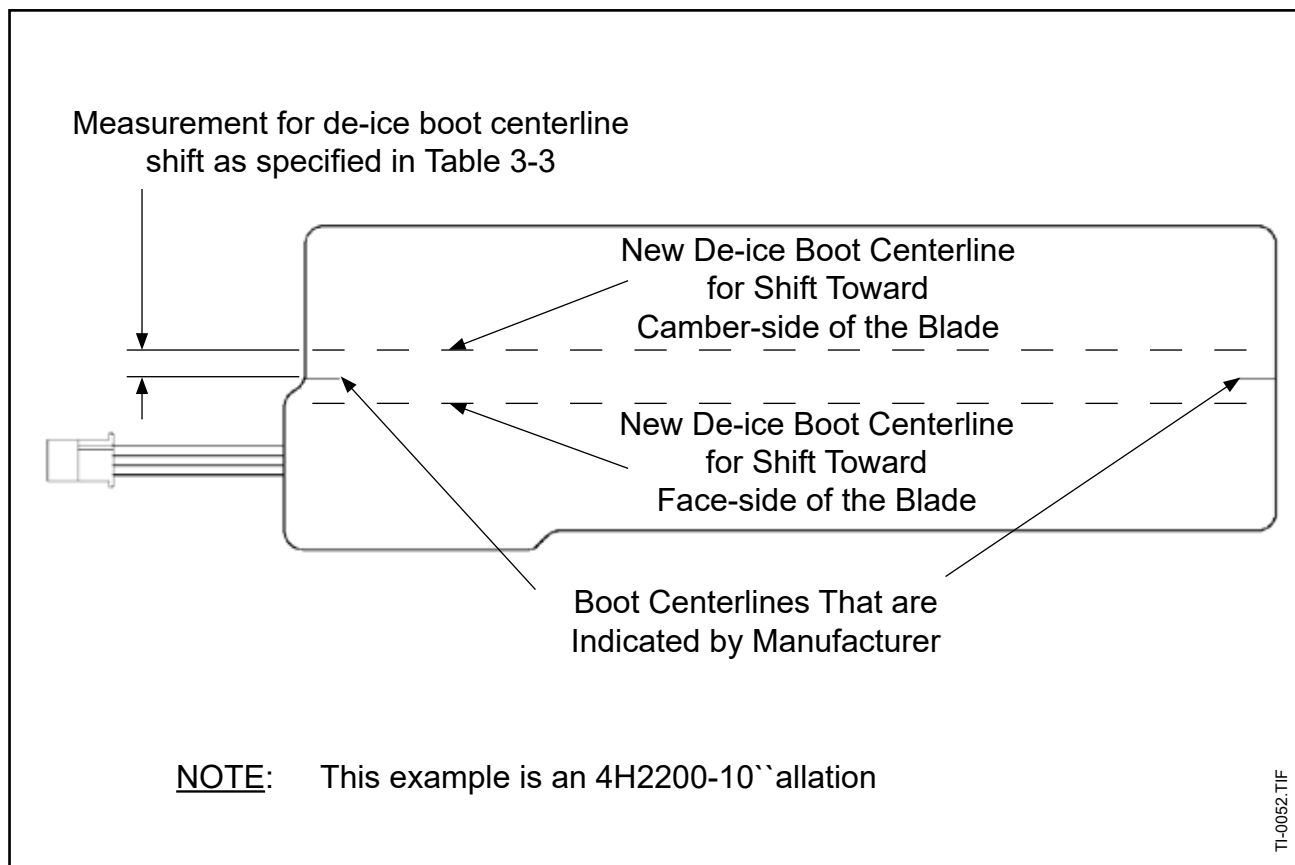 Measurement for de-ice boot centerline
shift as specified in Table 3-3
New De-ice Boot Centerline
for Shift Toward
Camber-side of the Blade
New De-ice Boot Centerline
for Shift Toward
Face-side of the Blade
Boot Centerlines That are
Indicated by Manufacturer
NOTE: This example is an 4H2200-10``allation
TI-0052.TIF